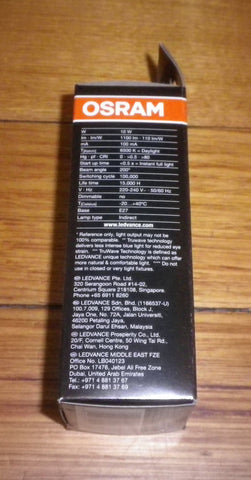 OSRAM
W 10 W
lm · lm/W 1100 lm · 110 lm/W
mA 100 mA
6500 K = Daylight
Hg · pf · CRI 0 · >0.5 · >80
Start up time <0.5 s = Instant full light
Beam angle 200°
Switching cycle 100,000
Life time 15,000 H
V · Hz 220-240 V · 50/60 Hz
Dimmable no
-20...+40°C
Base E27
Lamp type Indirect
* Reference only, light output may not be
100% comparable. ** Truwave technology
delivers less intense blue light for reduced eye
strain. *** TruWave Technology is defined as
LEDVANCE unique technology which can offer
more natural & comfortable light. **** Do not
use in closed or very tight fixtures.
LEDVANCE Pte. Ltd.
320 Serangoon Road #14-02,
Centrium Square 218108, Singapore.
Phone +65 6911 8260
LEDVANCE Sdn. Bhd. (1166537-U)
100.7.009, 129 Offices, Block J,
Jaya One, No. 72A, Jalan Universiti,
46200 Petaling Jaya,
Selangor Darul Ehsan, Malaysia
LEDVANCE Prosperity Co., Ltd.
20/F, Cornell Centre, 50 Wing Tai Rd.,
Chai Wan, Hong Kong
LEDVANCE MIDDLE EAST FZE
Office No. LB040123
PO Box 17476, Jebel Ali Free Zone
Dubai, United Arab Emirates
Tel.: +971 4 881 37 67
Fax: +971 4 881 37 69